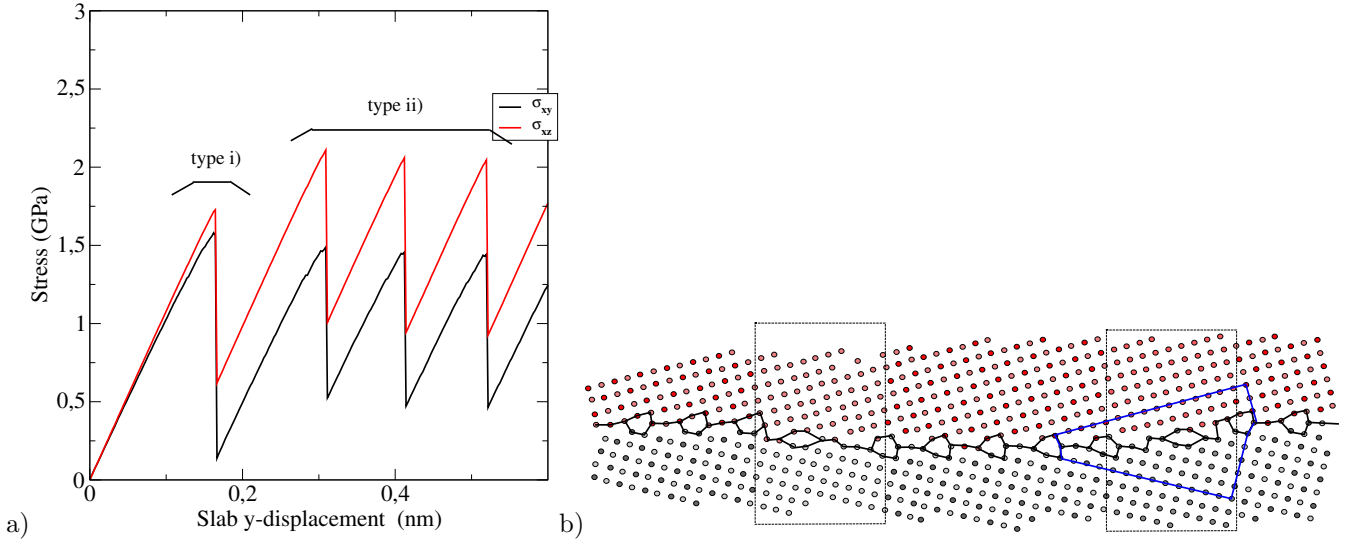 3
2,5
2
1,5
1
0,5
0
Stress (GPa)
type i)
type ii)
σxy
σxz
0
0,2
0,4
Slab y-displacement (nm)
a)
b)